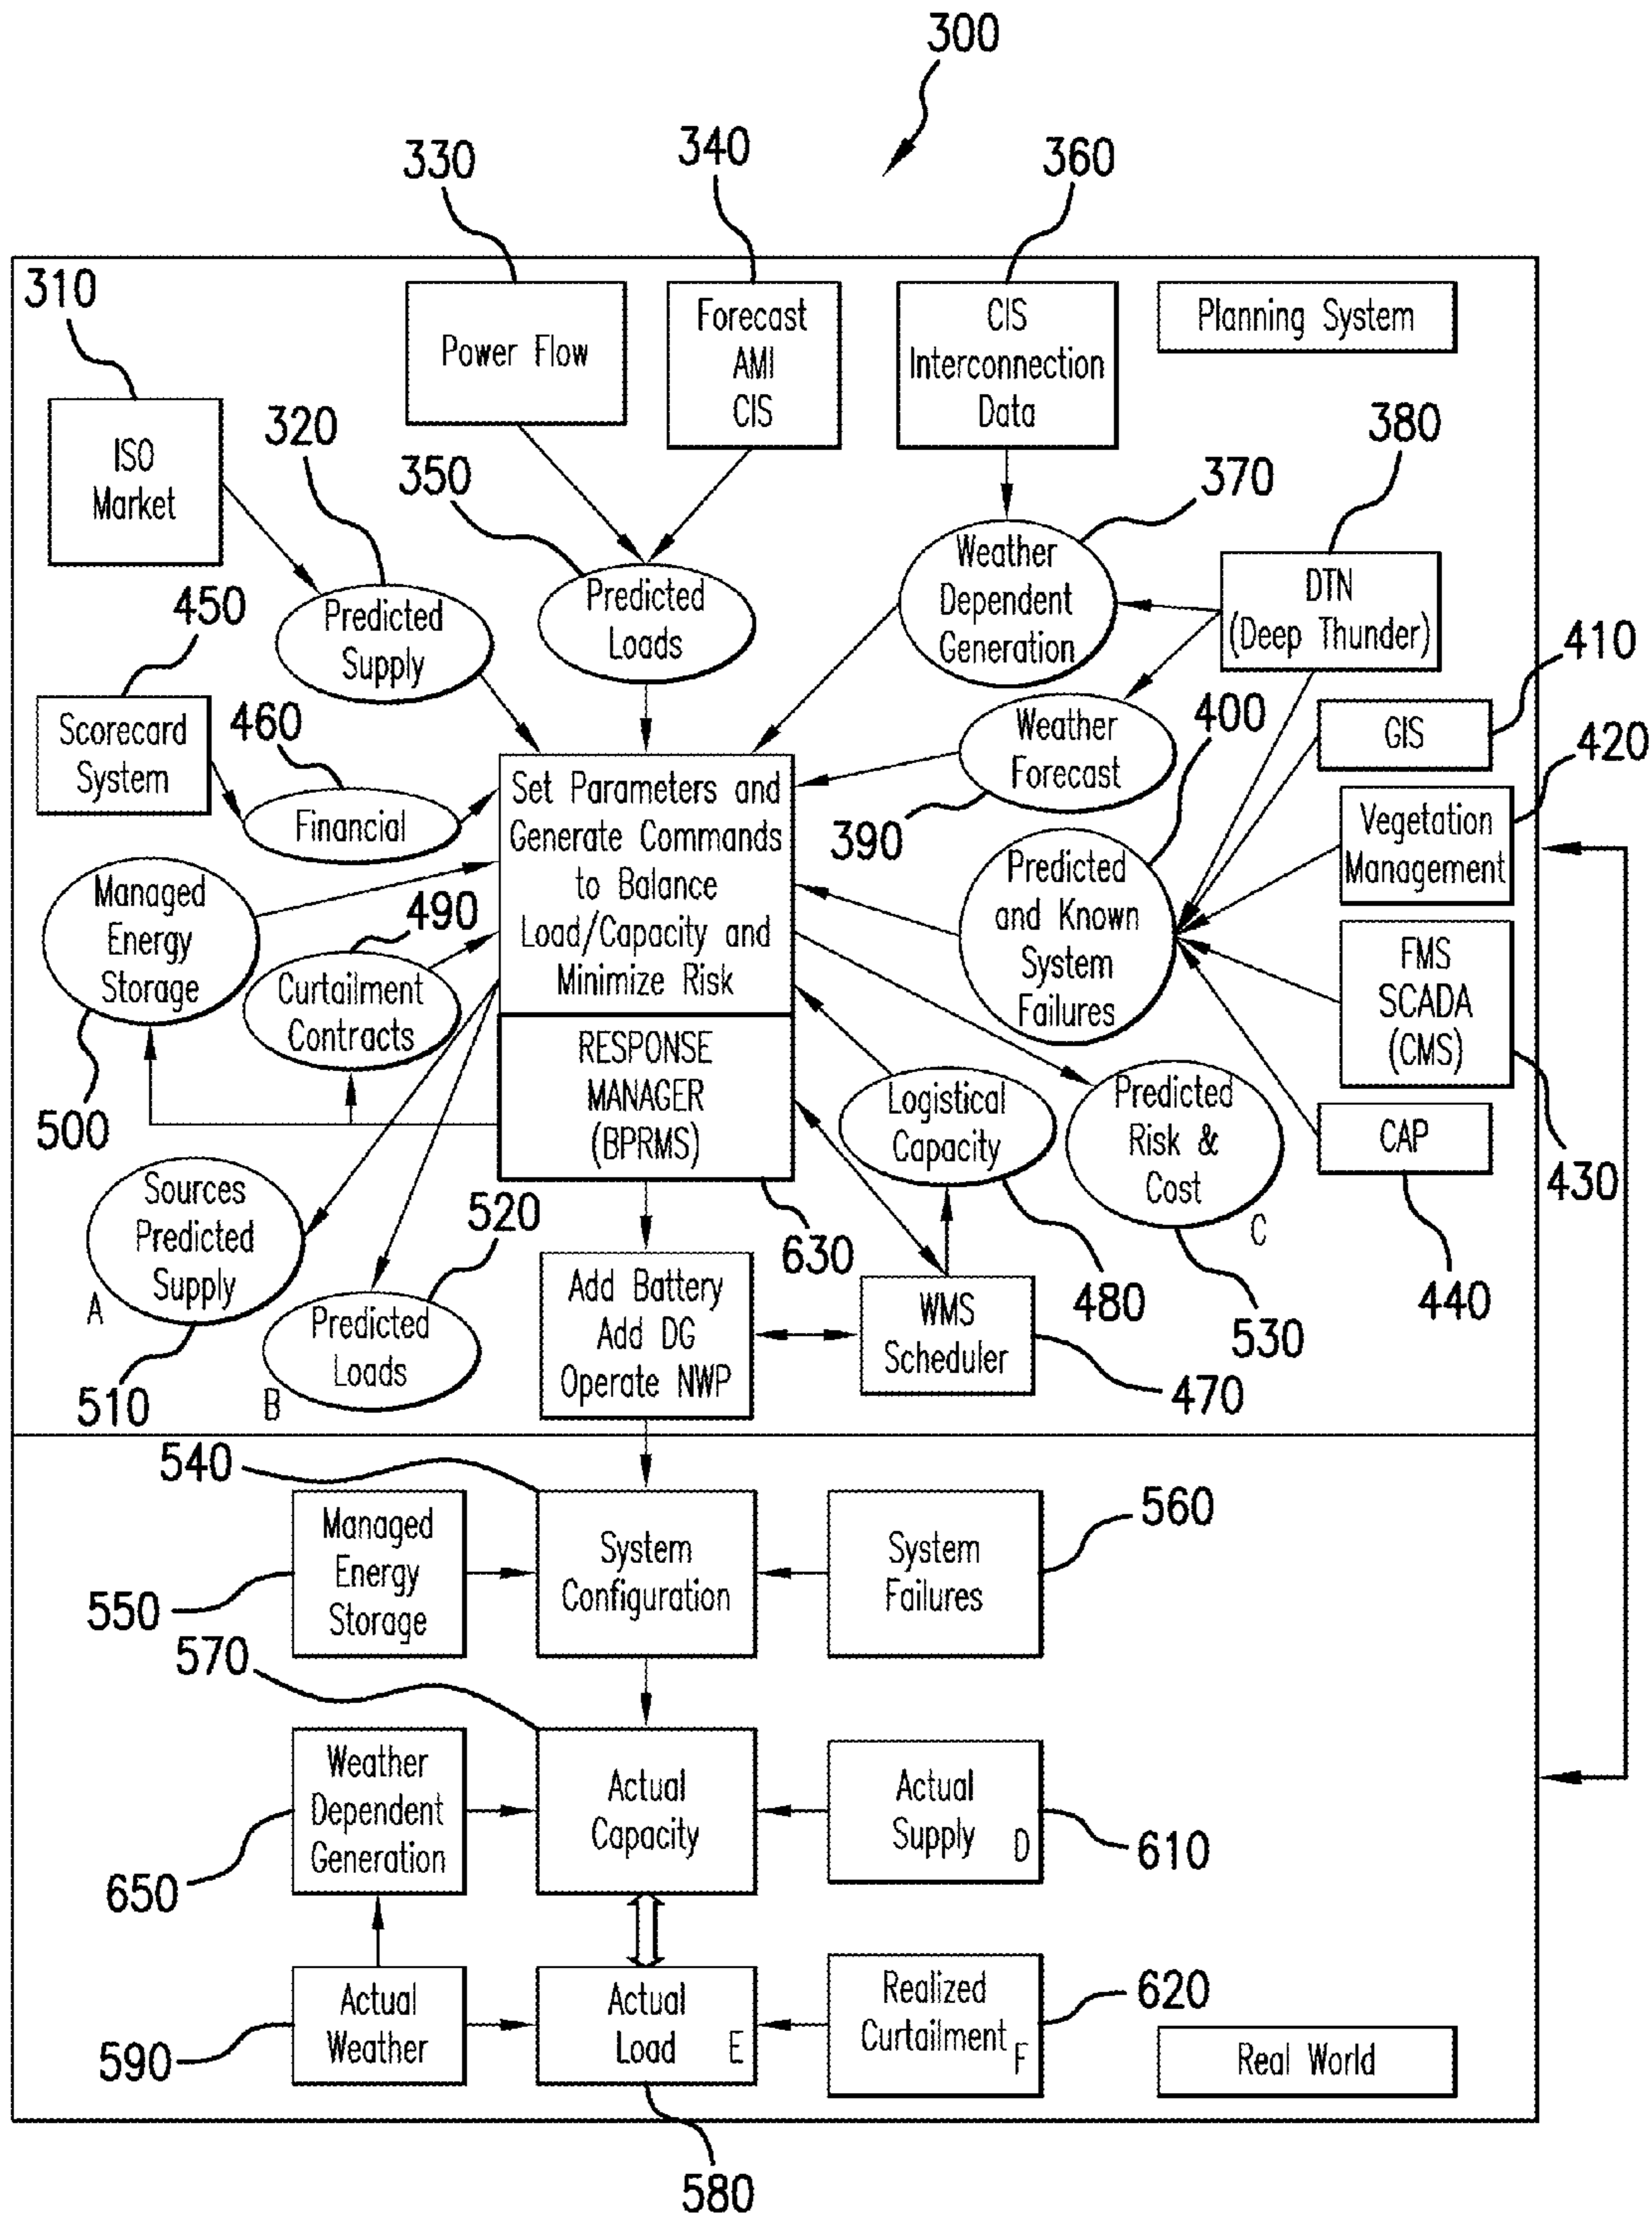 300
330
340
360
310
Power Flow
Forecast
AMI
CIS
CIS
Interconnection
Data
Planning System
ISO
Market
320
350
380
370
Weather
Dependent
Generation
DTN
(Deep Thunder)
Predicted
Supply
Predicted
Loads
450
410
Scorecard
System
460
Weather
Forecast
400
GIS
420
Financial
Set Parameters and
Generate Commands
to Balance
Load/Capacity and
Minimize Risk
390
Vegetation
Management
Managed
Energy
Storage
490
Predicted
and Known
System
Failures
Curtailment
Contracts
FMS
SCADA
(CMS)
500
RESPONSE
MANAGER
(BPRMS)
Logistical
Capacity
Predicted
Risk &
Cost
C
CAP
430
Sources
Predicted
Supply
A
520
630
480
530
440
510
Predicted
Loads
B
Add Battery
Add DG
Operate NWP
WMS
Scheduler
470
540
Managed
Energy
Storage
System
Configuration
System
Failures
560
550
570
Weather
Dependent
Generation
Actual
Capacity
Actual
Supply
D
610
650
Actual
Weather
Actual
Load
E
Realized
Curtailment
F
620
590
Real World
580